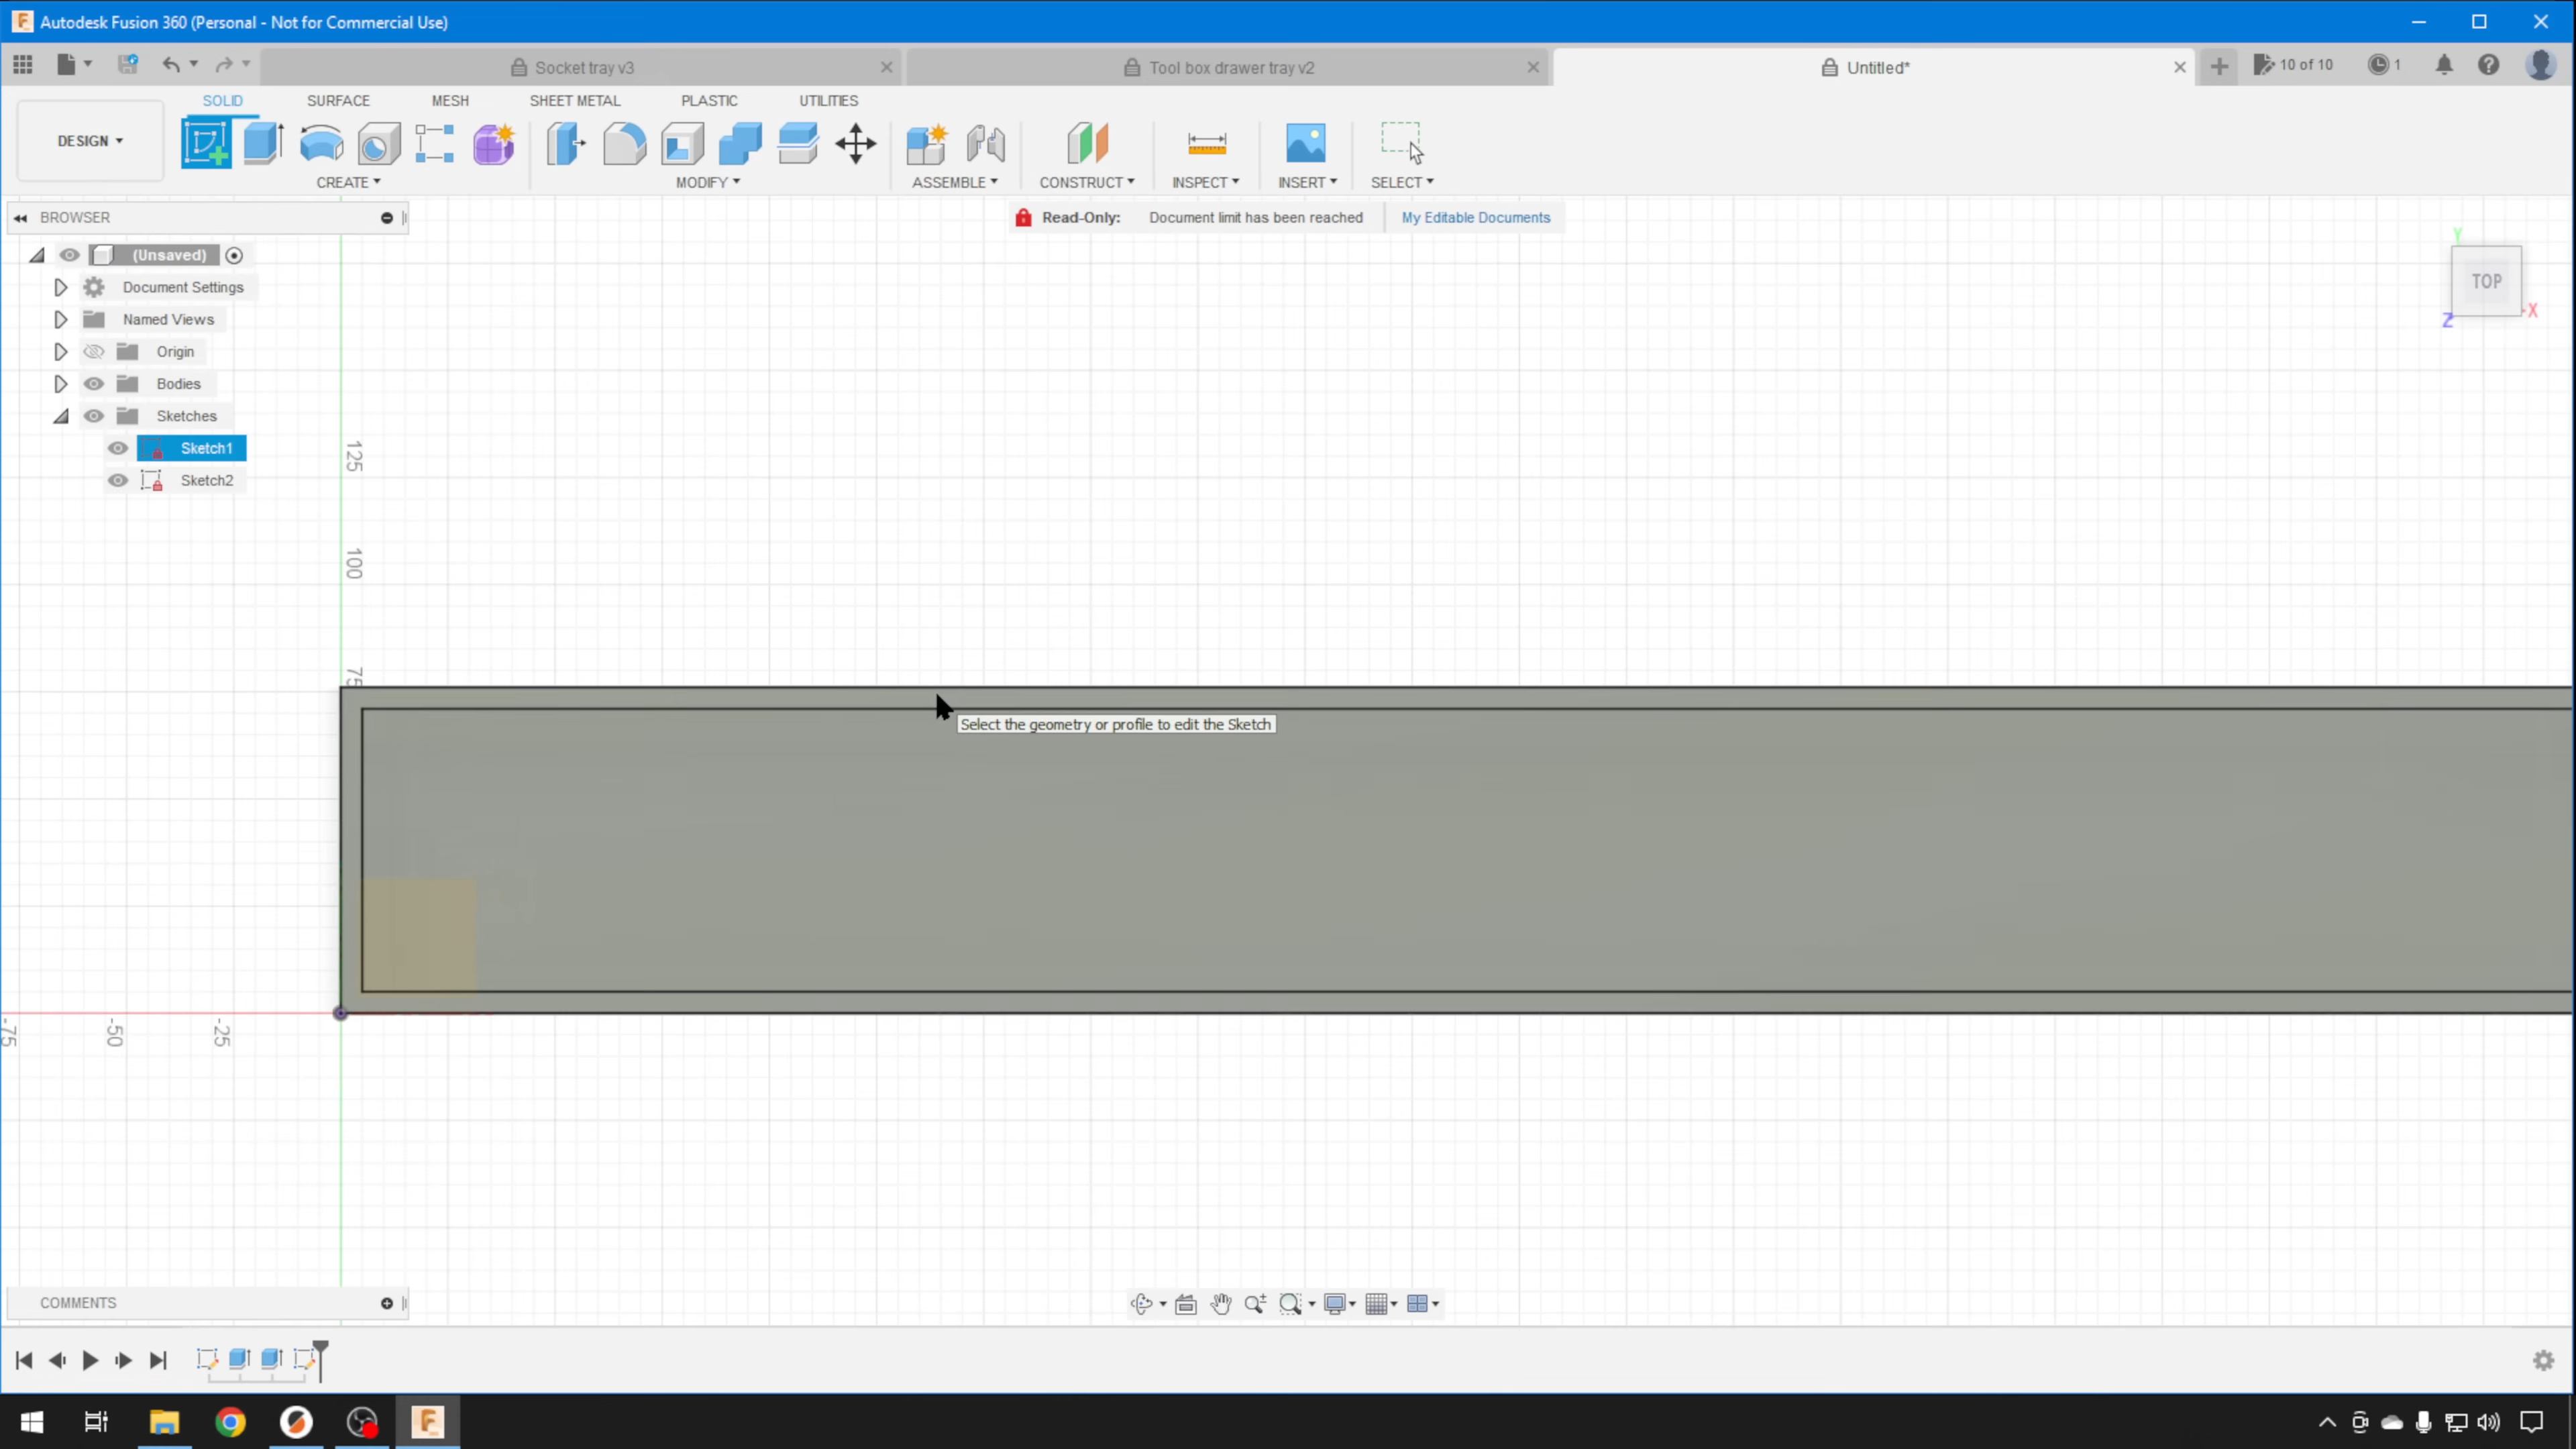 Autodesk Fusion 360 (Personal - Not for Commercial Use)
Socket tray v3
Tool box drawer tray v2
Untitled*
10 of 10
1
DESIGN
SOLID
SURFACE
MESH
SHEET METAL
PLASTIC
UTILITIES
CREATE
MODIFY
ASSEMBLE
CONSTRUCT
INSPECT
INSERT
SELECT
BROWSER
Read-Only:
Document limit has been reached
My Editable Documents
(Unsaved)
Document Settings
Named Views
Origin
Bodies
Sketches
Sketch1
Sketch2
Y
TOP
X
Z
125
100
75
Select the geometry or profile to edit the Sketch
-75
-50
-25
COMMENTS